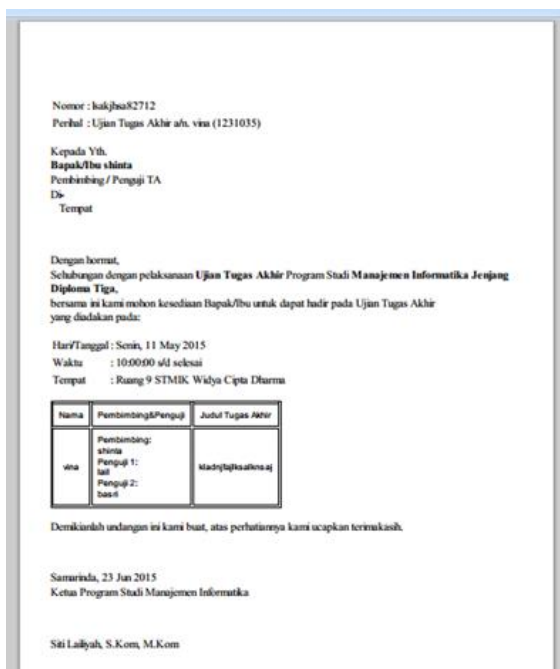 Nomor : lsakjhsa82712
Perihal : Ujian Tugas Akhir a/n. vina (1231035)
Kepada Yth.
Bapak/Ibu shinta
Pembimbing / Penguji TA
Di-
Tempat
Dengan hormat,
Sehubungan dengan pelaksanaan Ujian Tugas Akhir Program Studi Manajemen Informatika Jenjang
Diploma Tiga,
bersama ini kami mohon kesediaan Bapak/Ibu untuk dapat hadir pada Ujian Tugas Akhir
yang diadakan pada:
Hari/Tanggal : Senin, 11 May 2015
Waktu : 10:00:00 s/d selesai
Tempat : Ruang 9 STMIK Widya Cipta Dharma
Nama Pembimbing&Penguji Judul Tugas Akhir
Pembimbing:
shinta
Penguji 1:
vina
Penguji 2:
basri
Demikianlah undangan ini kami buat, atas perhatiannya kami ucapkan terimakasih.
Samarinda, 23 Jun 2015
Ketua Program Studi Manajemen Informatika
Siti Lailiyah, S.Kom, M.Kom